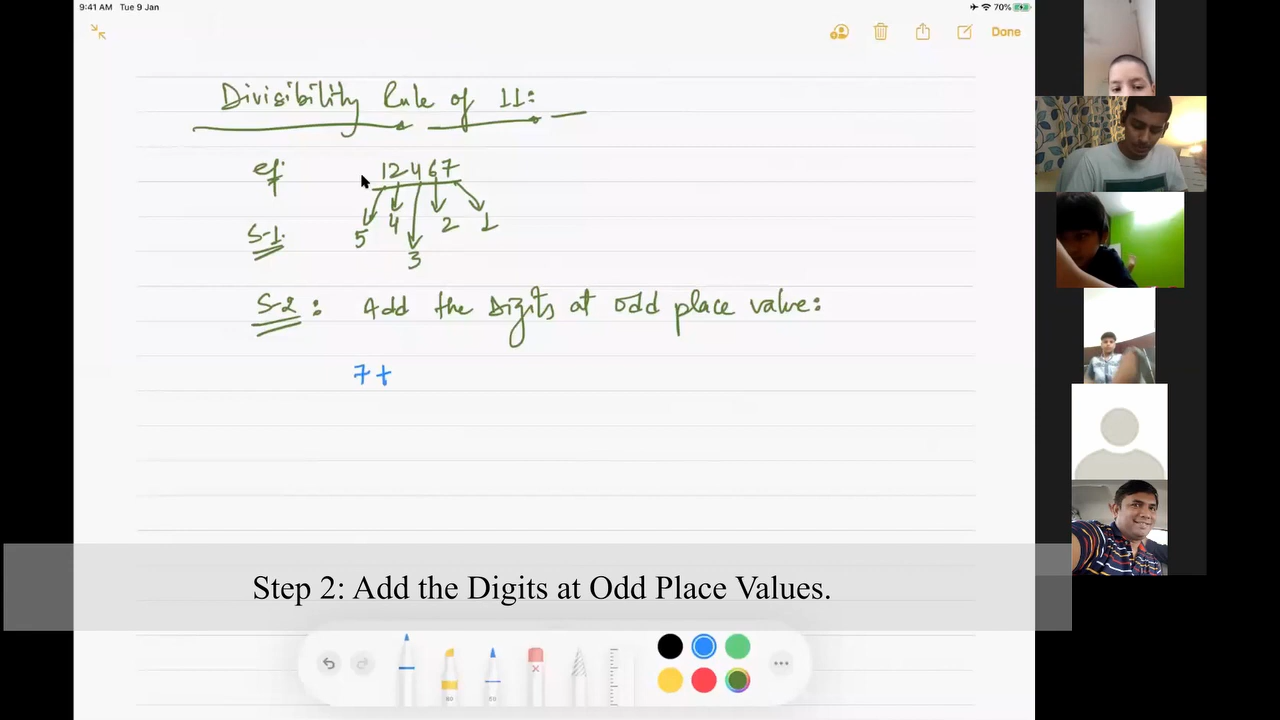 9:41 AM Tue 9 Jan 70%
Done
Divisibility Rule of 11:
eg: 12467
S-1. 5 4 3 2 1
S-2 : Add the Digits at odd place value:
7+
Step 2: Add the Digits at Odd Place Values.
80
50